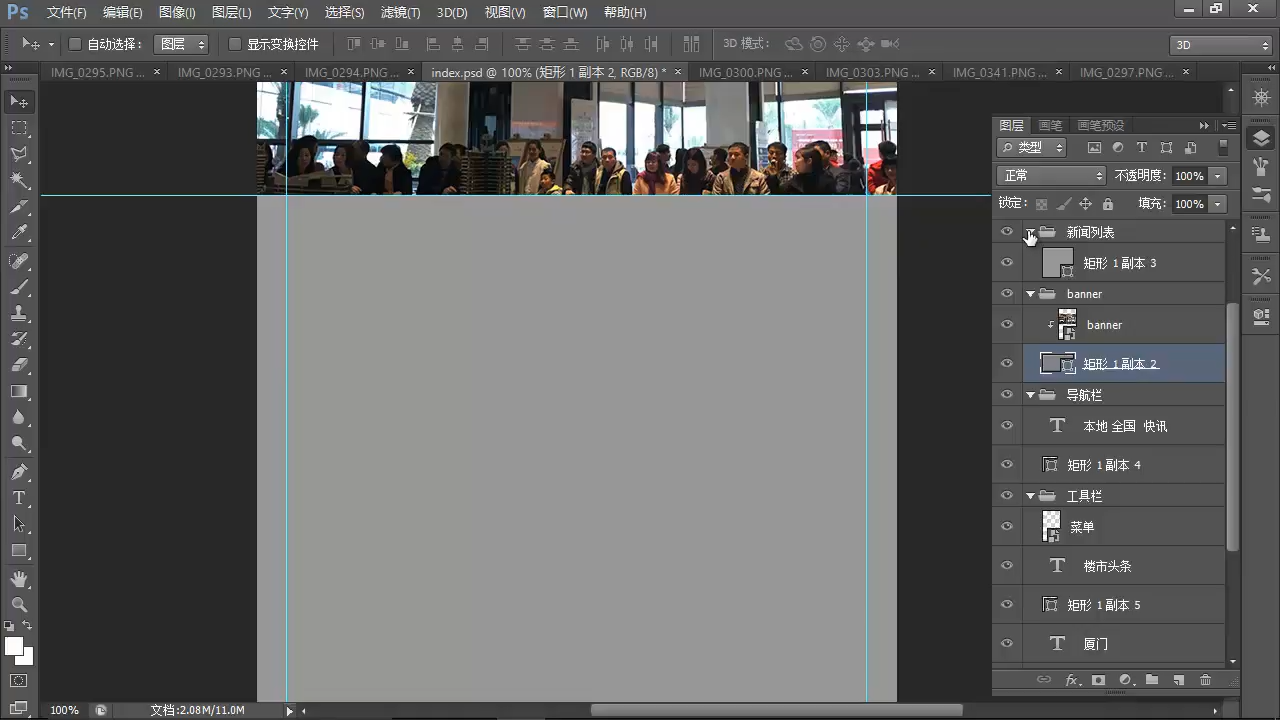 Ps 文件(F) 编辑(E) 图像(I) 图层(L) 文字(Y) 选择(S) 滤镜(T) 3D(D) 视图(V) 窗口(W) 帮助(H)
自动选择： 图层 显示变换控件 3D 模式： 3D
IMG_0295.PNG ... × IMG_0293.PNG ... × IMG_0294.PNG ... × index.psd @ 100% (矩形 1 副本 2, RGB/8) * × IMG_0300.PNG ... × IMG_0303.PNG ... × IMG_0341.PNG ... × IMG_0297.PNG ... ×
图层 画笔 画笔预设
类型
正常 不透明度： 100%
锁定： 填充： 100%
新闻列表
矩形 1 副本 3
banner
banner
矩形 1 副本 2
导航栏
本地 全国 快讯
矩形 1 副本 4
工具栏
菜单
楼市头条
矩形 1 副本 5
厦门
fx
100% 文档:2.08M/11.0M